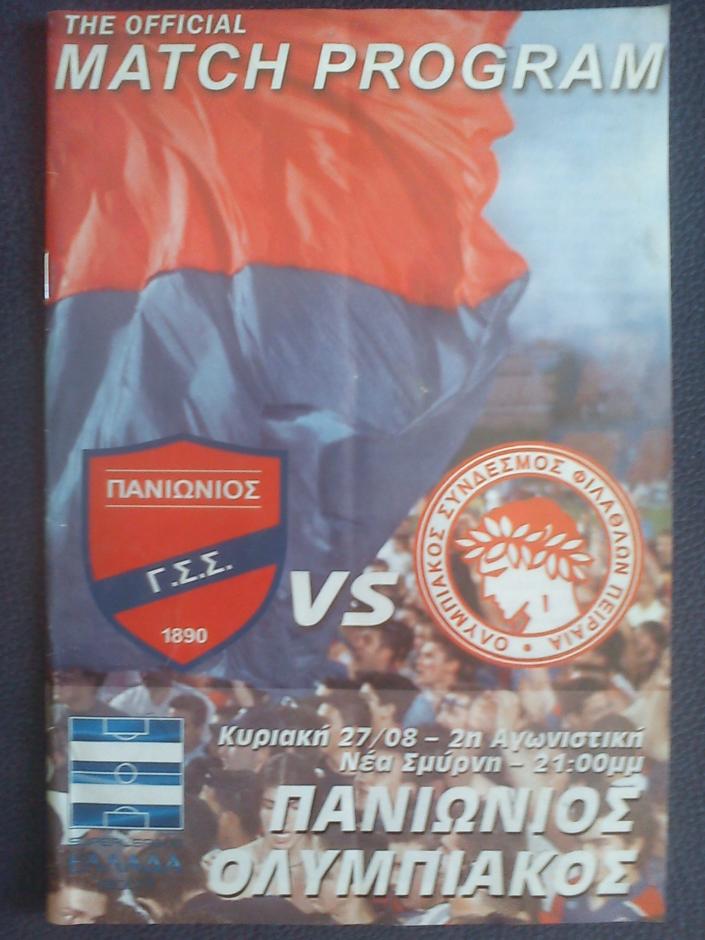 THE OFFICIAL
MATCH PROGRAM
ΠΑΝΙΩΝΙΟΣ
Γ.Σ.Σ.
1890
VS
ΟΛΥΜΠΙΑΚΟΣ ΣΥΝΔΕΣΜΟΣ ΦΙΛΑΘΛΩΝ ΠΕΙΡΑΙΑ
Κυριακή 27/08 - 2η Αγωνιστική
Νέα Σμύρνη - 21:00μμ
ΠΑΝΙΩΝΙΟΣ
ΟΛΥΜΠΙΑΚΟΣ
ΕΛΛΑΔΑ